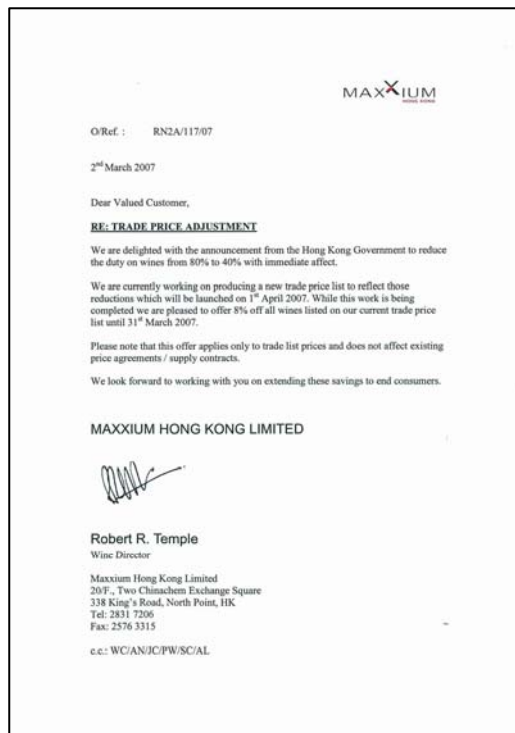 MAXXIUM
HONG KONG
O/Ref. : RN2A/117/07
2nd March 2007
Dear Valued Customer,
RE: TRADE PRICE ADJUSTMENT
We are delighted with the announcement from the Hong Kong Government to reduce
the duty on wines from 80% to 40% with immediate affect.
We are currently working on producing a new trade price list to reflect those
reductions which will be launched on 1st April 2007. While this work is being
completed we are pleased to offer 8% off all wines listed on our current trade price
list until 31st March 2007.
Please note that this offer applies only to trade list prices and does not affect existing
price agreements / supply contracts.
We look forward to working with you on extending these savings to end consumers.
MAXXIUM HONG KONG LIMITED
Robert R. Temple
Wine Director
Maxxium Hong Kong Limited
20/F., Two Chinachem Exchange Square
338 King's Road, North Point, HK
Tel: 2831 7206
Fax: 2576 3315
c.c.: WC/AN/JC/PW/SC/AL